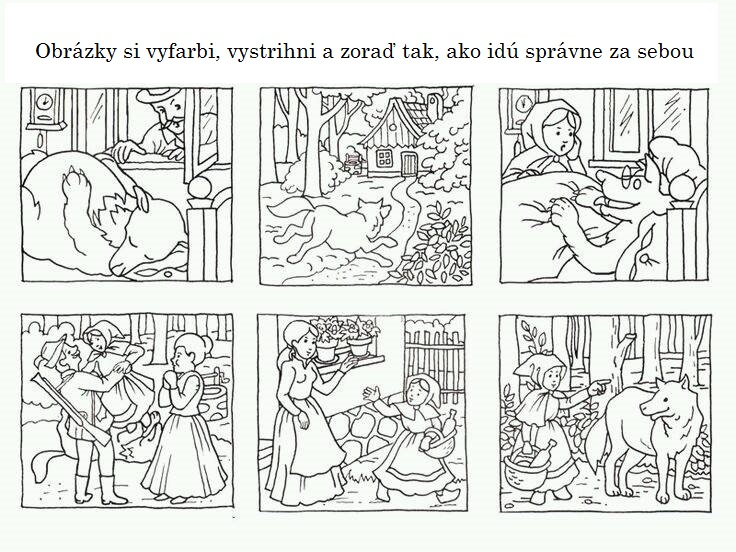 Obrázky si vyfarbi, vystrihni a zoraď tak, ako idú správne za sebou